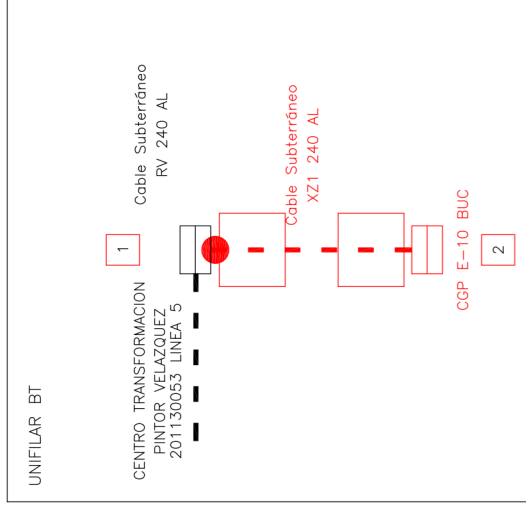 UNIFILAR BT
CENTRO TRANSFORMACION
PINTOR VELAZQUEZ
201130053 LINEA 5
1
Cable Subterráneo
RV 240 AL
Cable Subterráneo
XZ1 240 AL
CGP E-10 BUC
2